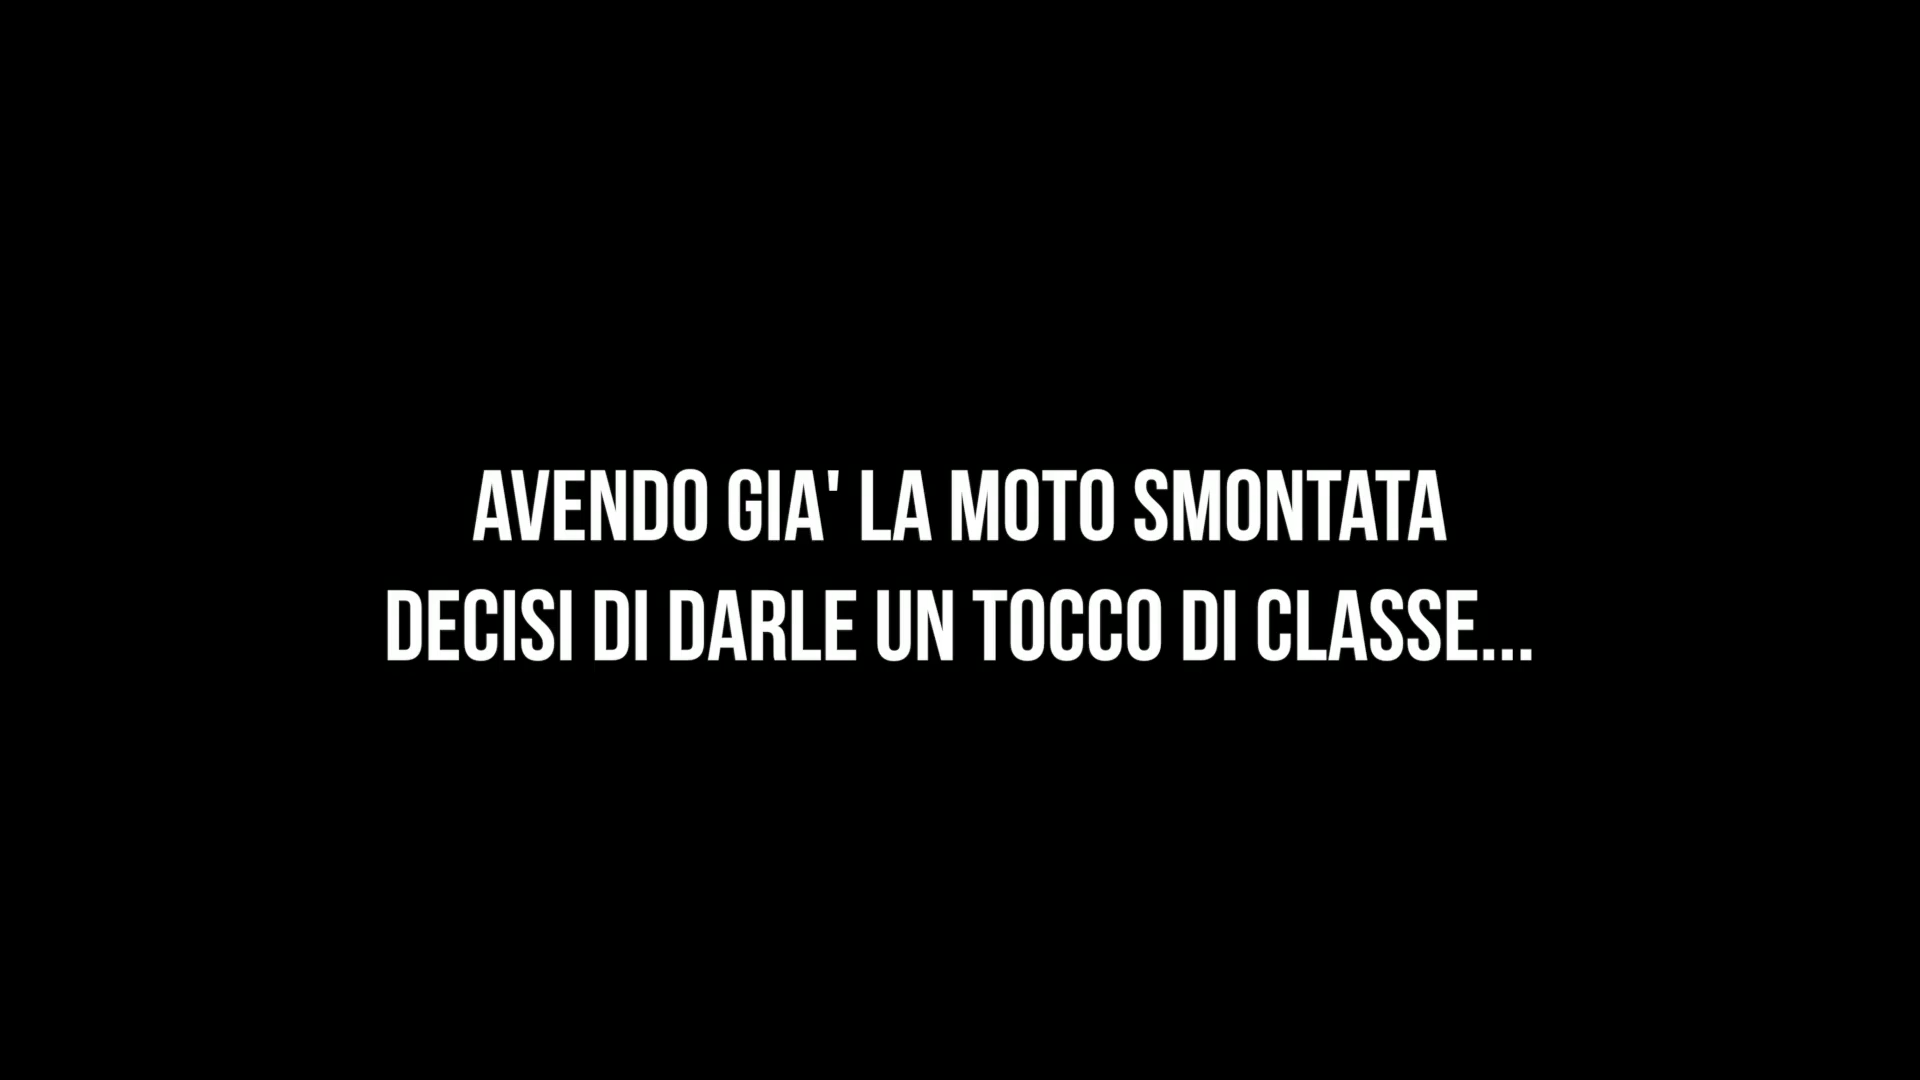 AVENDO GIA' LA MOTO SMONTATA
DECISI DI DARLE UN TOCCO DI CLASSE...